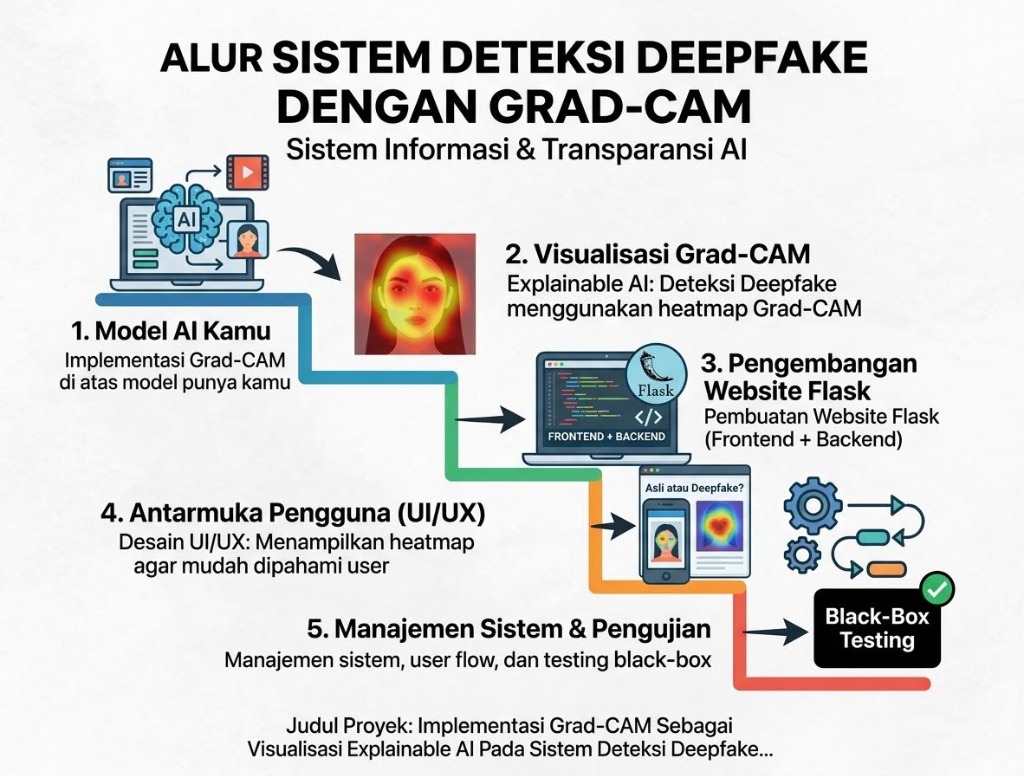 ALUR SISTEM DETEKSI DEEPFAKE
DENGAN GRAD-CAM
Sistem Informasi & Transparansi AI
AI
1. Model AI Kamu
Implementasi Grad-CAM
di atas model punya kamu
2. Visualisasi Grad-CAM
Explainable AI: Deteksi Deepfake
menggunakan heatmap Grad-CAM
Flask
</>
FRONTEND + BACKEND
3. Pengembangan
Website Flask
Pembuatan Website Flask
(Frontend + Backend)
4. Antarmuka Pengguna (UI/UX)
Desain UI/UX: Menampilkan heatmap
agar mudah dipahami user
Asli atau Deepfake?
5. Manajemen Sistem & Pengujian
Manajemen sistem, user flow, dan testing black-box
Black-Box
Testing
Judul Proyek: Implementasi Grad-CAM Sebagai
Visualisasi Explainable AI Pada Sistem Deteksi Deepfake...